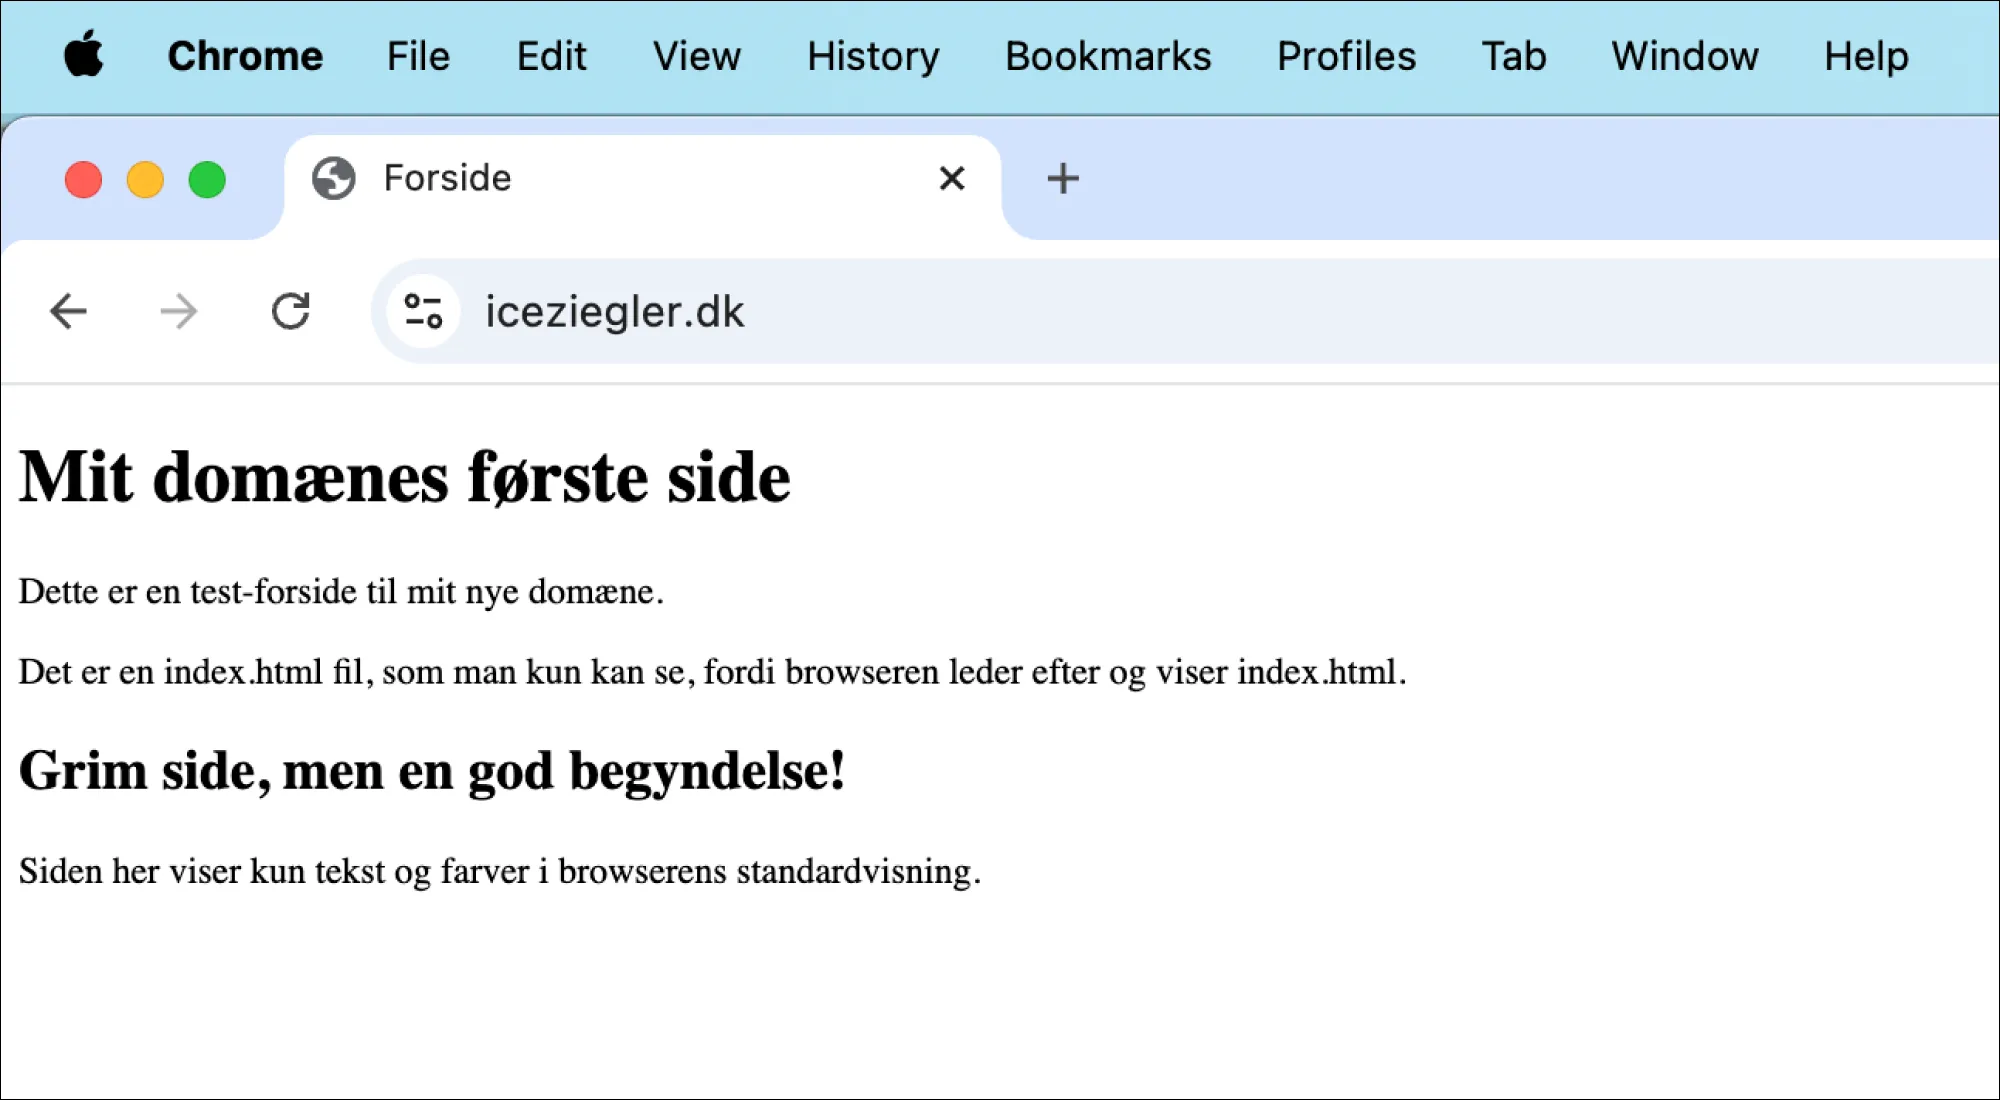 Chrome File Edit View History Bookmarks Profiles Tab Window Help
Forside
iceziegler.dk
Mit domænes første side
Dette er en test-forside til mit nye domæne.
Det er en index.html fil, som man kun kan se, fordi browseren leder efter og viser index.html.
Grim side, men en god begyndelse!
Siden her viser kun tekst og farver i browserens standardvisning.